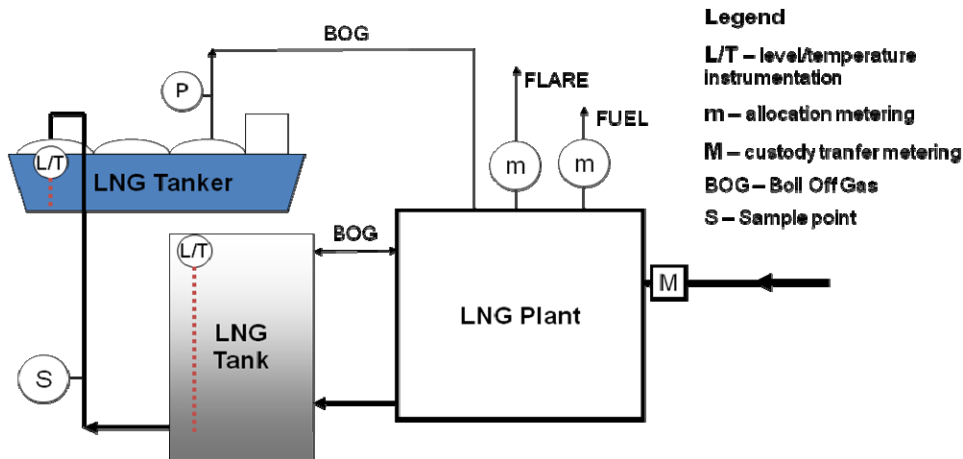 BOG
P
FLARE
FUEL
L/T
LNG Tanker
m
m
L/T
BOG
LNG
Tank
LNG Plant
M
S
Legend
L/T – level/temperature
instrumentation
m – allocation metering
M – custody tranfer metering
BOG – Boil Off Gas
S – Sample point